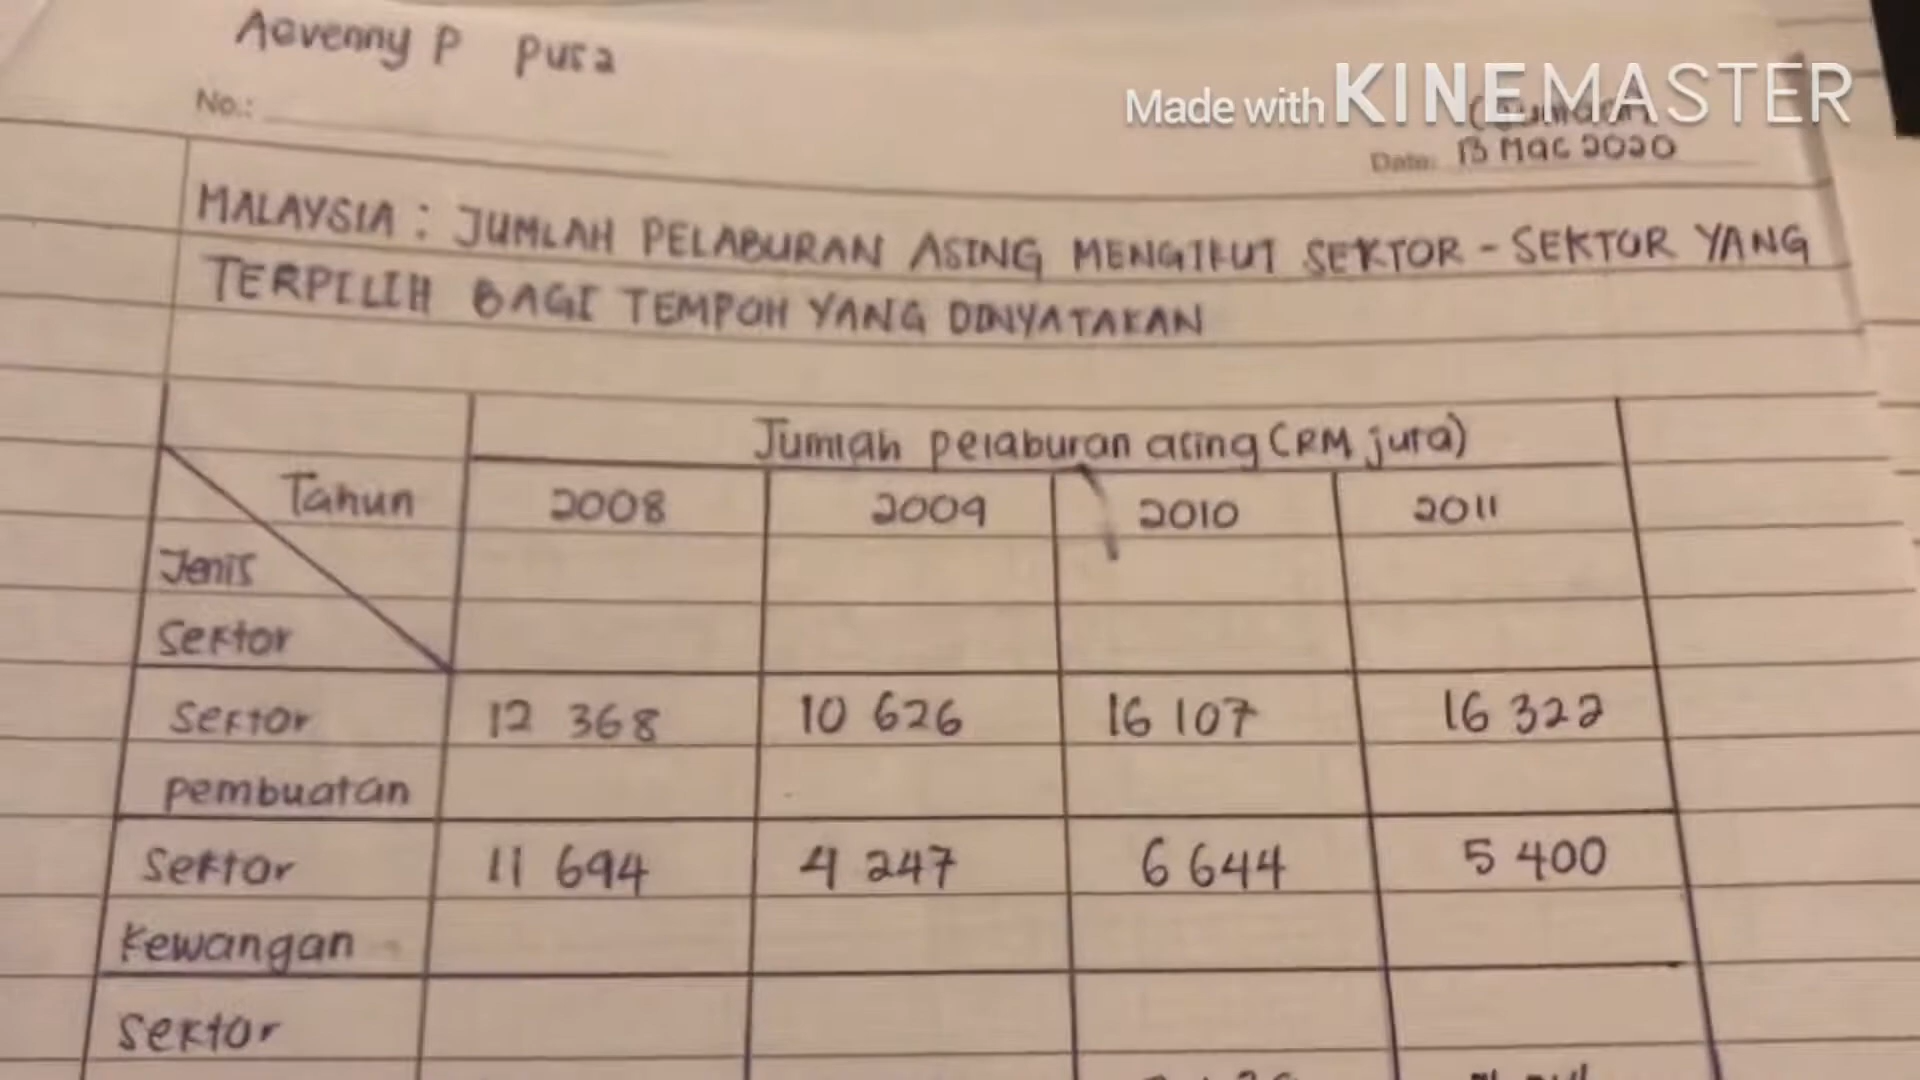 Aevenny P Pura
Made with KINEMASTER
No.:
Date: 13 Mac 2020
MALAYSIA : JUMLAH PELABURAN ASING MENGIKUT SEKTOR - SEKTOR YANG
TERPILIH BAGI TEMPOH YANG DINYATAKAN
Jumlah pelaburan asing (RM juta)
Tahun 2008 2009 2010 2011
Jenis
Sektor
Sektor 12 368 10 626 16 107 16 322
pembuatan
Sektor 11 694 4 247 6 644 5 400
Kewangan
Sektor